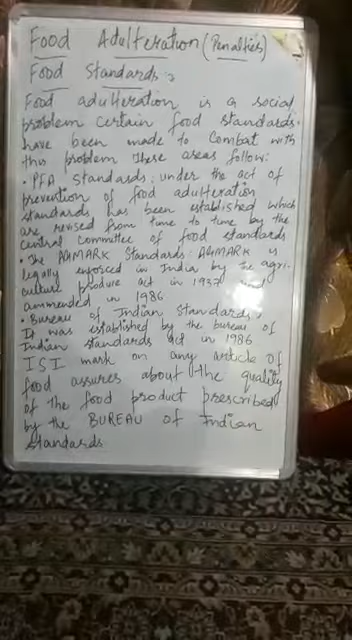 Food Adulteration (Penalties)
Food Standards :
Food adulteration is a social
problem certain food standards.
have been made to combat with
this problem these areas follow:
• PFA Standards: under the act of
prevention of food adulteration
standards has been established which
are revised from time to time by the
central committee of food standards
• The AGMARK Standards: AGMARK is
legally enforced in India by the agri-
culture produce act in 1937 and
ammended in 1986
• Bureau of Indian Standards:
It was established by the bureau of
Indian standards act in 1986
ISI mark on any article of
food assures about the quality
of the food product prescribed
by the BUREAU of Indian
standards